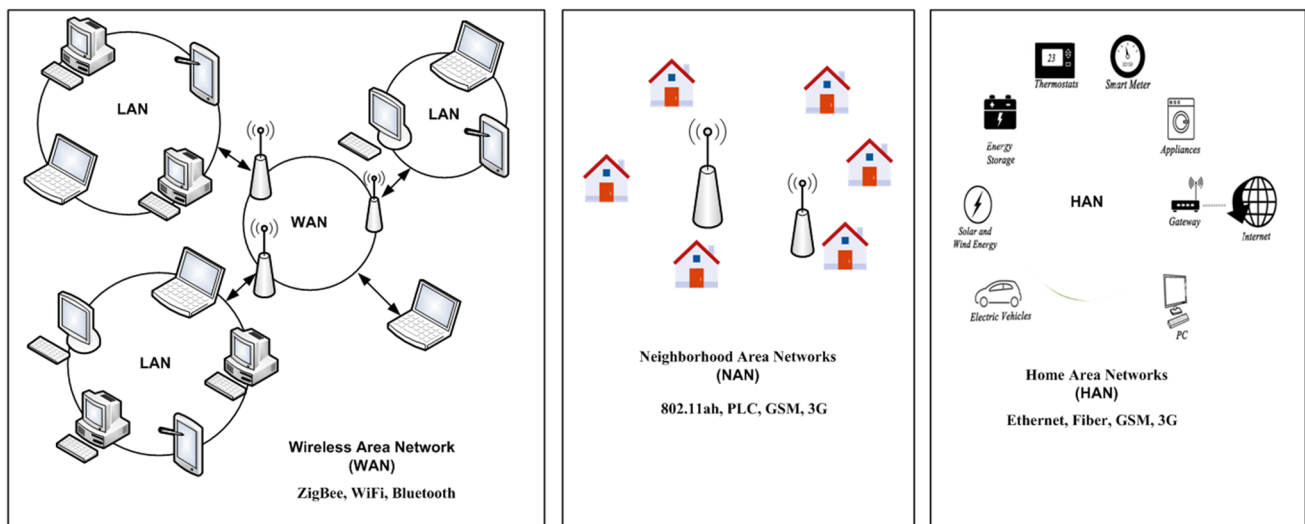 LAN
LAN
WAN
LAN
Wireless Area Network
(WAN)
ZigBee, WiFi, Bluetooth
Neighborhood Area Networks
(NAN)
802.11ah, PLC, GSM, 3G
23
Thermostats
Smart Meter
Energy
Storage
Appliances
HAN
Solar and
Wind Energy
Gateway
Internet
Electric Vehicles
PC
Home Area Networks
(HAN)
Ethernet, Fiber, GSM, 3G